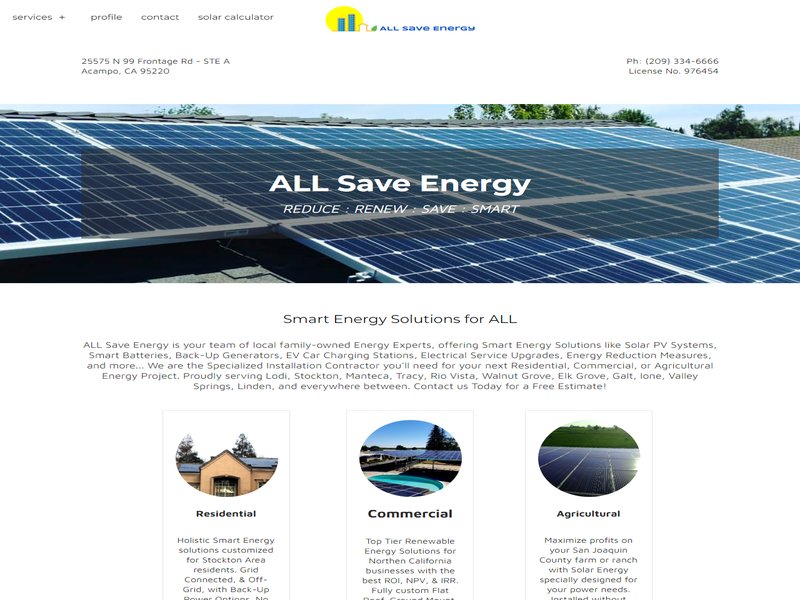 services +
profile
contact
solar calculator
ALL Save Energy
25575 N 99 Frontage Rd - STE A
Acampo, CA 95220
Ph: (209) 334-6666
License No. 976454
ALL Save Energy
REDUCE : RENEW : SAVE : SMART
Smart Energy Solutions for ALL
ALL Save Energy is your team of local family-owned Energy Experts, offering Smart Energy Solutions like Solar PV Systems,
Smart Batteries, Back-Up Generators, EV Car Charging Stations, Electrical Service Upgrades, Energy Reduction Measures,
and more... We are the Specialized Installation Contractor you'll need for your next Residential, Commercial, or Agricultural
Energy Project. Proudly serving Lodi, Stockton, Manteca, Tracy, Rio Vista, Walnut Grove, Elk Grove, Galt, Ione, Valley
Springs, Linden, and everywhere between. Contact us Today for a Free Estimate!
Residential
Holistic Smart Energy
solutions customized
for Stockton Area
residents. Grid
Connected, & Off-
Grid, with Back-Up
Power Options. No
Commercial
Top Tier Renewable
Energy Solutions for
Northen California
businesses with the
best ROI, NPV, & IRR.
Fully custom Flat
Roof, Ground Mount,
Agricultural
Maximize profits on
your San Joaquin
County farm or ranch
with Solar Energy
specially designed for
your power needs.
Installed without